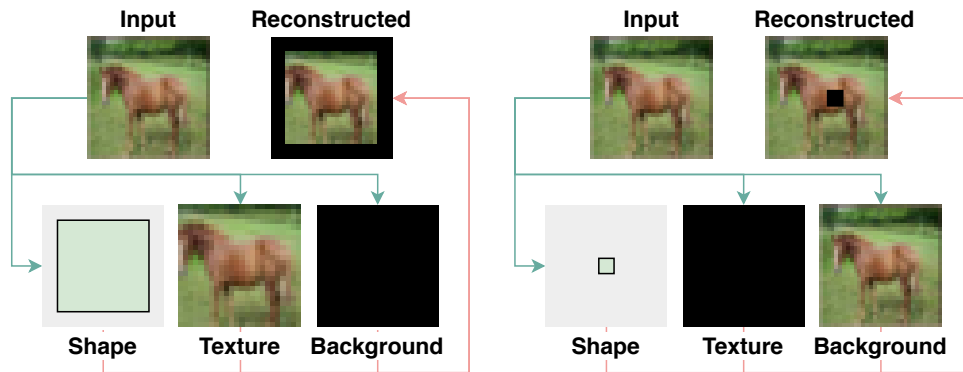 Input Reconstructed Input Reconstructed
Shape Texture Background Shape Texture Background